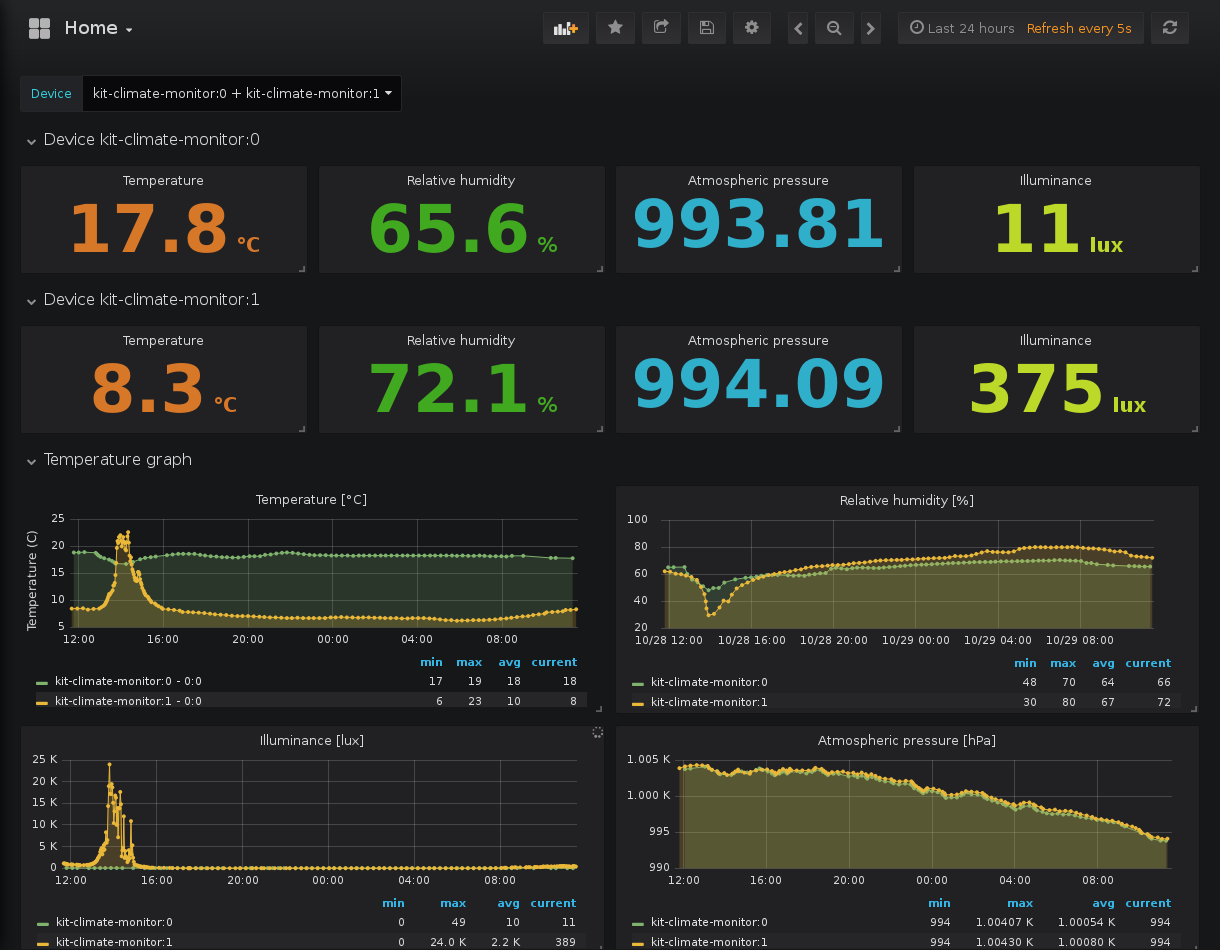 Home
Last 24 hours Refresh every 5s
Device kit-climate-monitor:0 + kit-climate-monitor:1
Device kit-climate-monitor:0
Temperature Relative humidity Atmospheric pressure Illuminance
17.8 °C 65.6 % 993.81 11 lux
Device kit-climate-monitor:1
Temperature Relative humidity Atmospheric pressure Illuminance
8.3 °C 72.1 % 994.09 375 lux
Temperature graph
Temperature [°C]
Temperature (C)
25
20
15
10
5
12:00 16:00 20:00 00:00 04:00 08:00
min max avg current
kit-climate-monitor:0 - 0:0 17 19 18 18
kit-climate-monitor:1 - 0:0 6 23 10 8
Relative humidity [%]
100
80
60
40
20
10/28 12:00 10/28 16:00 10/28 20:00 10/29 00:00 10/29 04:00 10/29 08:00
min max avg current
kit-climate-monitor:0 48 70 64 66
kit-climate-monitor:1 30 80 67 72
Illuminance [lux]
25 K
20 K
15 K
10 K
5 K
0
12:00 16:00 20:00 00:00 04:00 08:00
min max avg current
kit-climate-monitor:0 0 49 10 11
kit-climate-monitor:1 0 24.0 K 2.2 K 389
Atmospheric pressure [hPa]
1.005 K
1.000 K
995
990
12:00 16:00 20:00 00:00 04:00 08:00
min max avg current
kit-climate-monitor:0 994 1.00407 K 1.00054 K 994
kit-climate-monitor:1 994 1.00430 K 1.00080 K 994